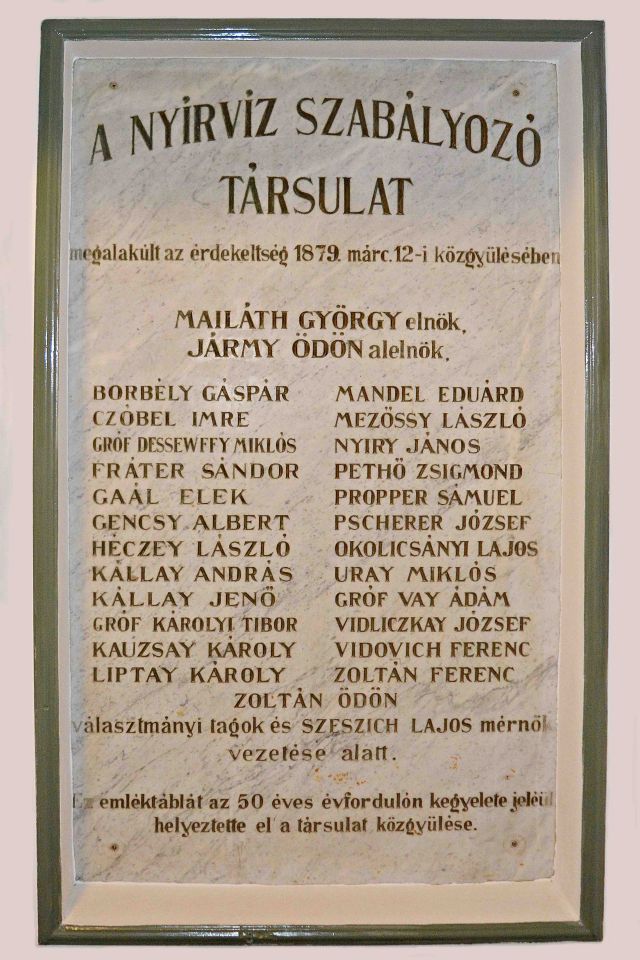 A NYÍRVÍZ SZABÁLYOZÓ
TÁRSULAT
megalakúlt az érdekeltség 1879. márc. 12-i közgyülésében
MAILÁTH GYÖRGY elnök,
JÁRMY ÖDÖN alelnök,
BORBÉLY GÁSPÁR
CZÓBEL IMRE
GRÓF DESSEWFFY MIKLÓS
FRÁTER SÁNDOR
GAÁL ELEK
GENCSY ALBERT
HÉCZEY LÁSZLÓ
KÁLLAY ANDRÁS
KÁLLAY JENŐ
GRÓF KÁROLYI TIBOR
KAUZSAY KÁROLY
LIPTAY KÁROLY
MANDEL EDUÁRD
MEZŐSSY LÁSZLÓ
NYIRY JÁNOS
PETHŐ ZSIGMOND
PROPPER SÁMUEL
PSCHERER JÓZSEF
OKOLICSÁNYI LAJOS
URAY MIKLÓS
GRÓF VAY ÁDÁM
VIDLICZKAY JÓZSEF
VIDOVICH FERENC
ZOLTÁN FERENC
ZOLTÁN ÖDÖN
választmányi tagok és SZESZICH LAJOS mérnök
vezetése alatt.
Ez emléktáblát az 50 éves évfordulón kegyelete jeléül
helyeztette el a társulat közgyülése.